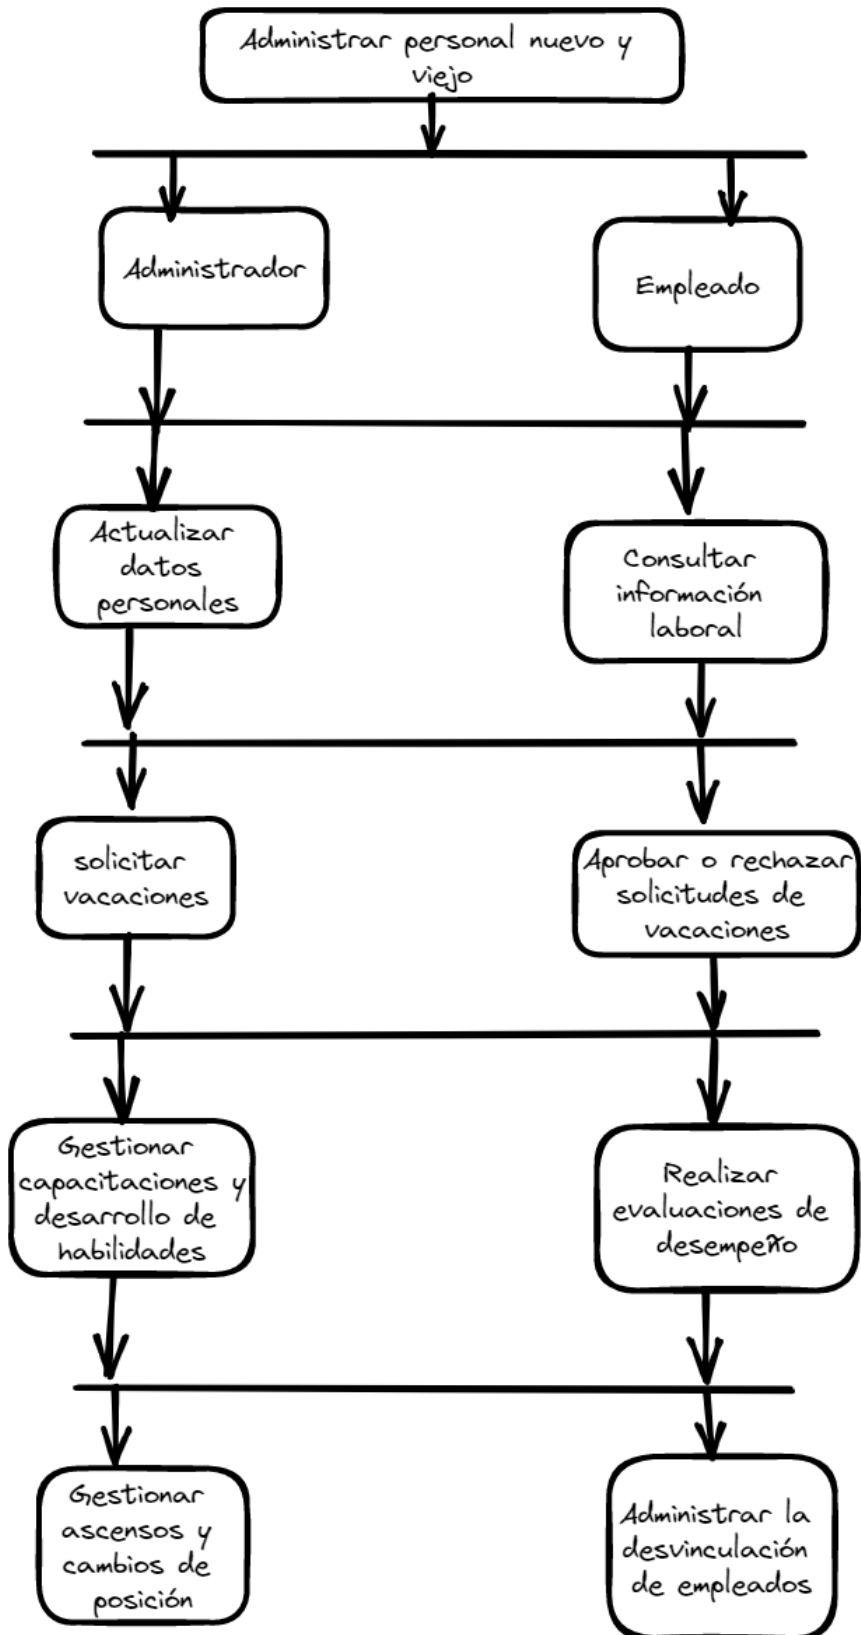 Administrar personal nuevo y
viejo
Administrador
Empleado
Actualizar
datos
personales
Consultar
información
laboral
solicitar
vacaciones
Aprobar o rechazar
solicitudes de
vacaciones
Gestionar
capacitaciones y
desarrollo de
habilidades
Realizar
evaluaciones de
desempeño
Gestionar
ascensos y
cambios de
posición
Administrar la
desvinculación
de empleados